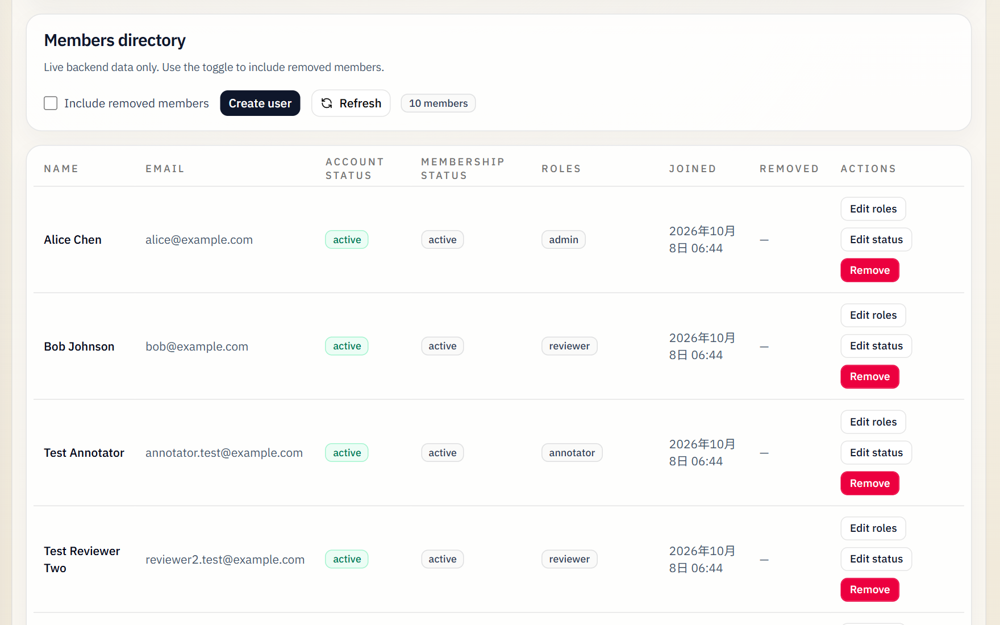 Members directory
Live backend data only. Use the toggle to include removed members.
Include removed members Create user Refresh 10 members
NAME EMAIL ACCOUNT STATUS MEMBERSHIP STATUS ROLES JOINED REMOVED ACTIONS
Alice Chen alice@example.com active active admin 2026年10月8日 06:44 — Edit roles
Edit status
Remove
Bob Johnson bob@example.com active active reviewer 2026年10月8日 06:44 — Edit roles
Edit status
Remove
Test Annotator annotator.test@example.com active active annotator 2026年10月8日 06:44 — Edit roles
Edit status
Remove
Test Reviewer Two reviewer2.test@example.com active active reviewer 2026年10月8日 06:44 — Edit roles
Edit status
Remove